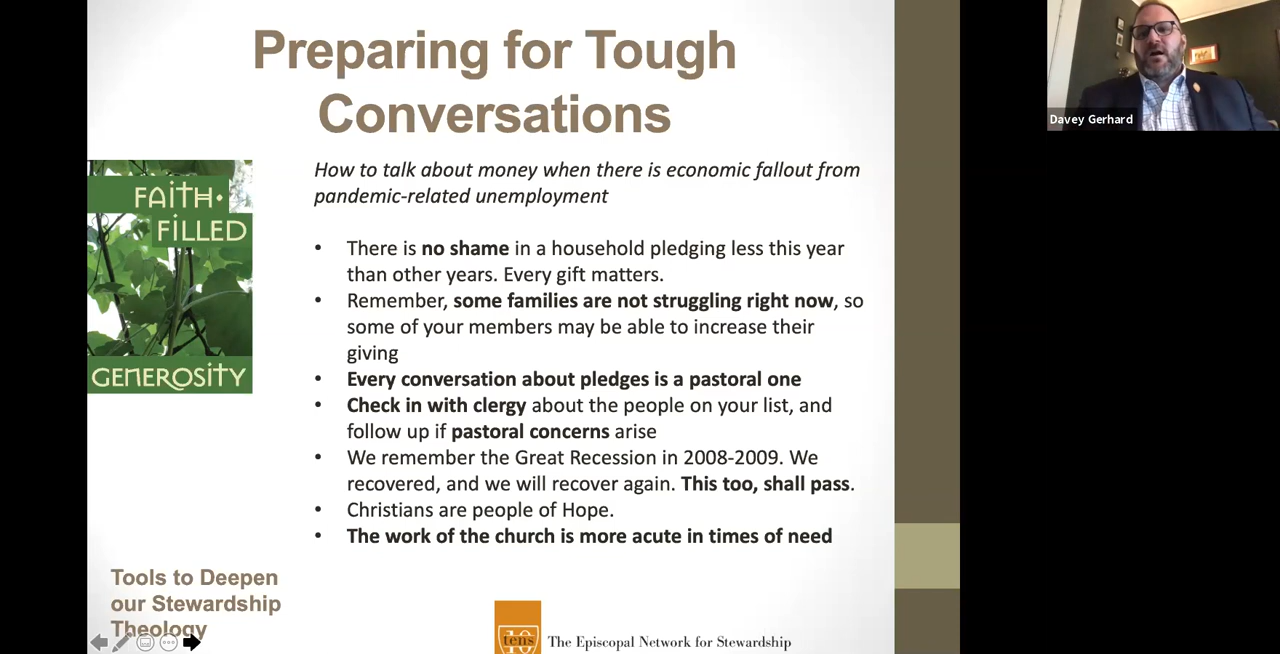 Preparing for Tough
Conversations
Davey Gerhard
How to talk about money when there is economic fallout from
pandemic-related unemployment
FAITH·
FILLED
GENEROSITY
• There is no shame in a household pledging less this year
than other years. Every gift matters.
• Remember, some families are not struggling right now, so
some of your members may be able to increase their
giving
• Every conversation about pledges is a pastoral one
• Check in with clergy about the people on your list, and
follow up if pastoral concerns arise
• We remember the Great Recession in 2008-2009. We
recovered, and we will recover again. This too, shall pass.
• Christians are people of Hope.
• The work of the church is more acute in times of need
Tools to Deepen
our Stewardship
Theology
tens
The Episcopal Network for Stewardship